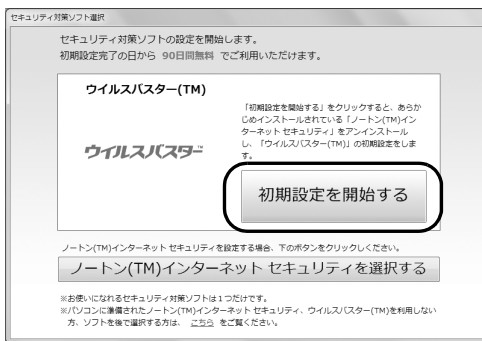 セキュリティ対策ソフト選択
セキュリティ対策ソフトの設定を開始します。
初期設定完了の日から 90日間無料 でご利用いただけます。
ウイルスバスター(TM)
「初期設定を開始する」をクリックすると、あらか
じめインストールされている「ノートン(TM)イン
ターネット セキュリティ」をアンインストール
し、「ウイルスバスター(TM)」の初期設定をしま
す。
ウイルスバスター™
初期設定を開始する
ノートン(TM)インターネット セキュリティを設定する場合、下のボタンをクリックしください。
ノートン(TM)インターネット セキュリティを選択する
※お使いになれるセキュリティ対策ソフトは1つだけです。
※パソコンに準備されたノートン(TM)インターネット セキュリティ、ウイルスバスター(TM)を利用しない
方、ソフトを後で選択する方は、 こちら をご覧ください。